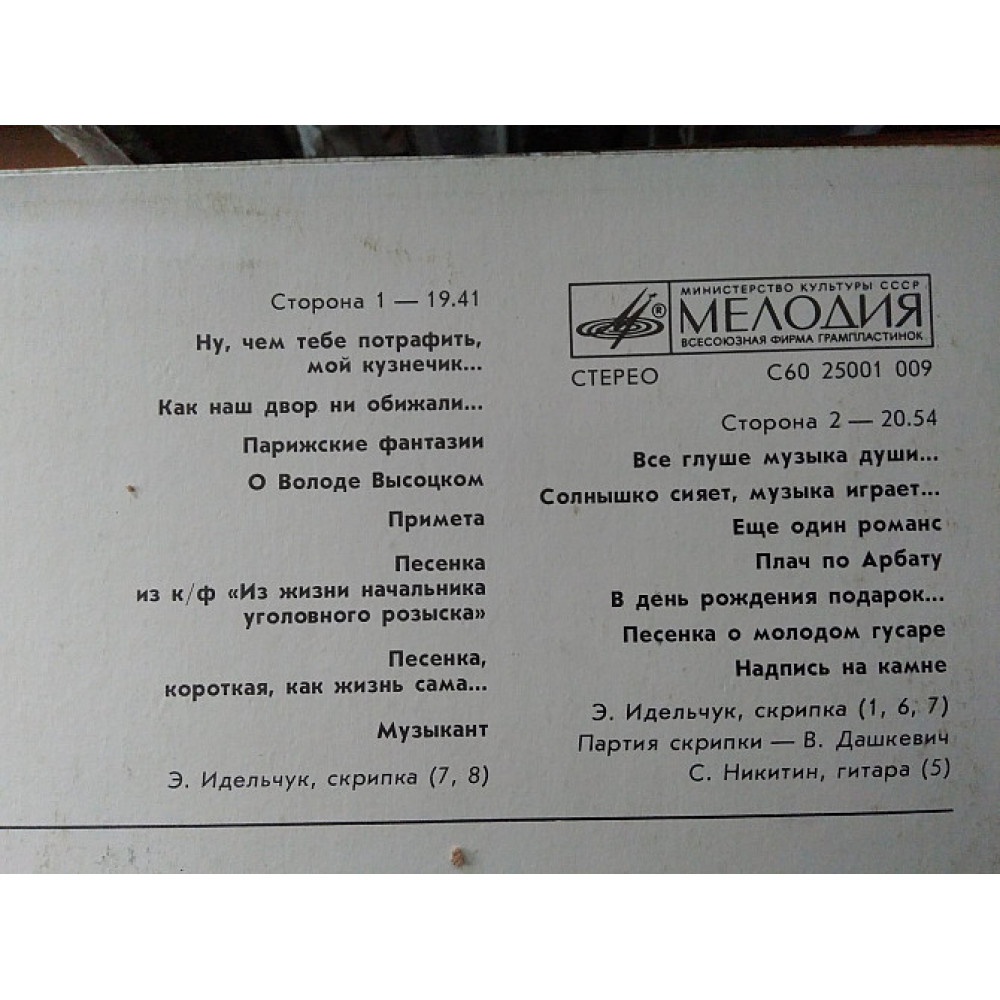 Сторона 1 — 19.41
Ну, чем тебе потрафить,
мой кузнечик...
Как наш двор ни обижали...
Парижские фантазии
О Володе Высоцком
Примета
Песенка
из к/ф «Из жизни начальника
уголовного розыска»
Песенка,
короткая, как жизнь сама...
Музыкант
Э. Идельчук, скрипка (7, 8)
МИНИСТЕРСТВО КУЛЬТУРЫ СССР
МЕЛОДИЯ
ВСЕСОЮЗНАЯ ФИРМА ГРАМПЛАСТИНОК
®
СТЕРЕО С60 25001 009
Сторона 2 — 20.54
Все глуше музыка души...
Солнышко сияет, музыка играет...
Еще один романс
Плач по Арбату
В день рождения подарок...
Песенка о молодом гусаре
Надпись на камне
Э. Идельчук, скрипка (1, 6, 7)
Партия скрипки — В. Дашкевич
С. Никитин, гитара (5)